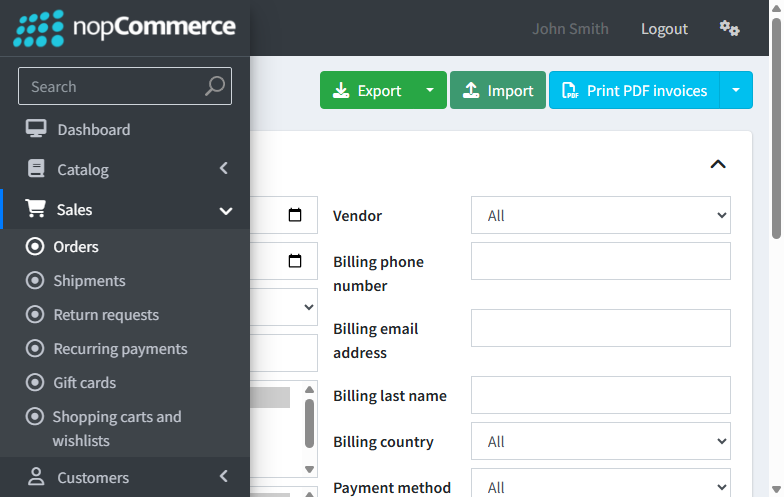 nopCommerce
John Smith
Logout
Search
Export
Import
PDF
Print PDF invoices
Dashboard
Catalog
Sales
Orders
Shipments
Return requests
Recurring payments
Gift cards
Shopping carts and
wishlists
Customers
Vendor
All
Billing phone
number
Billing email
address
Billing last name
Billing country
All
Payment method
All